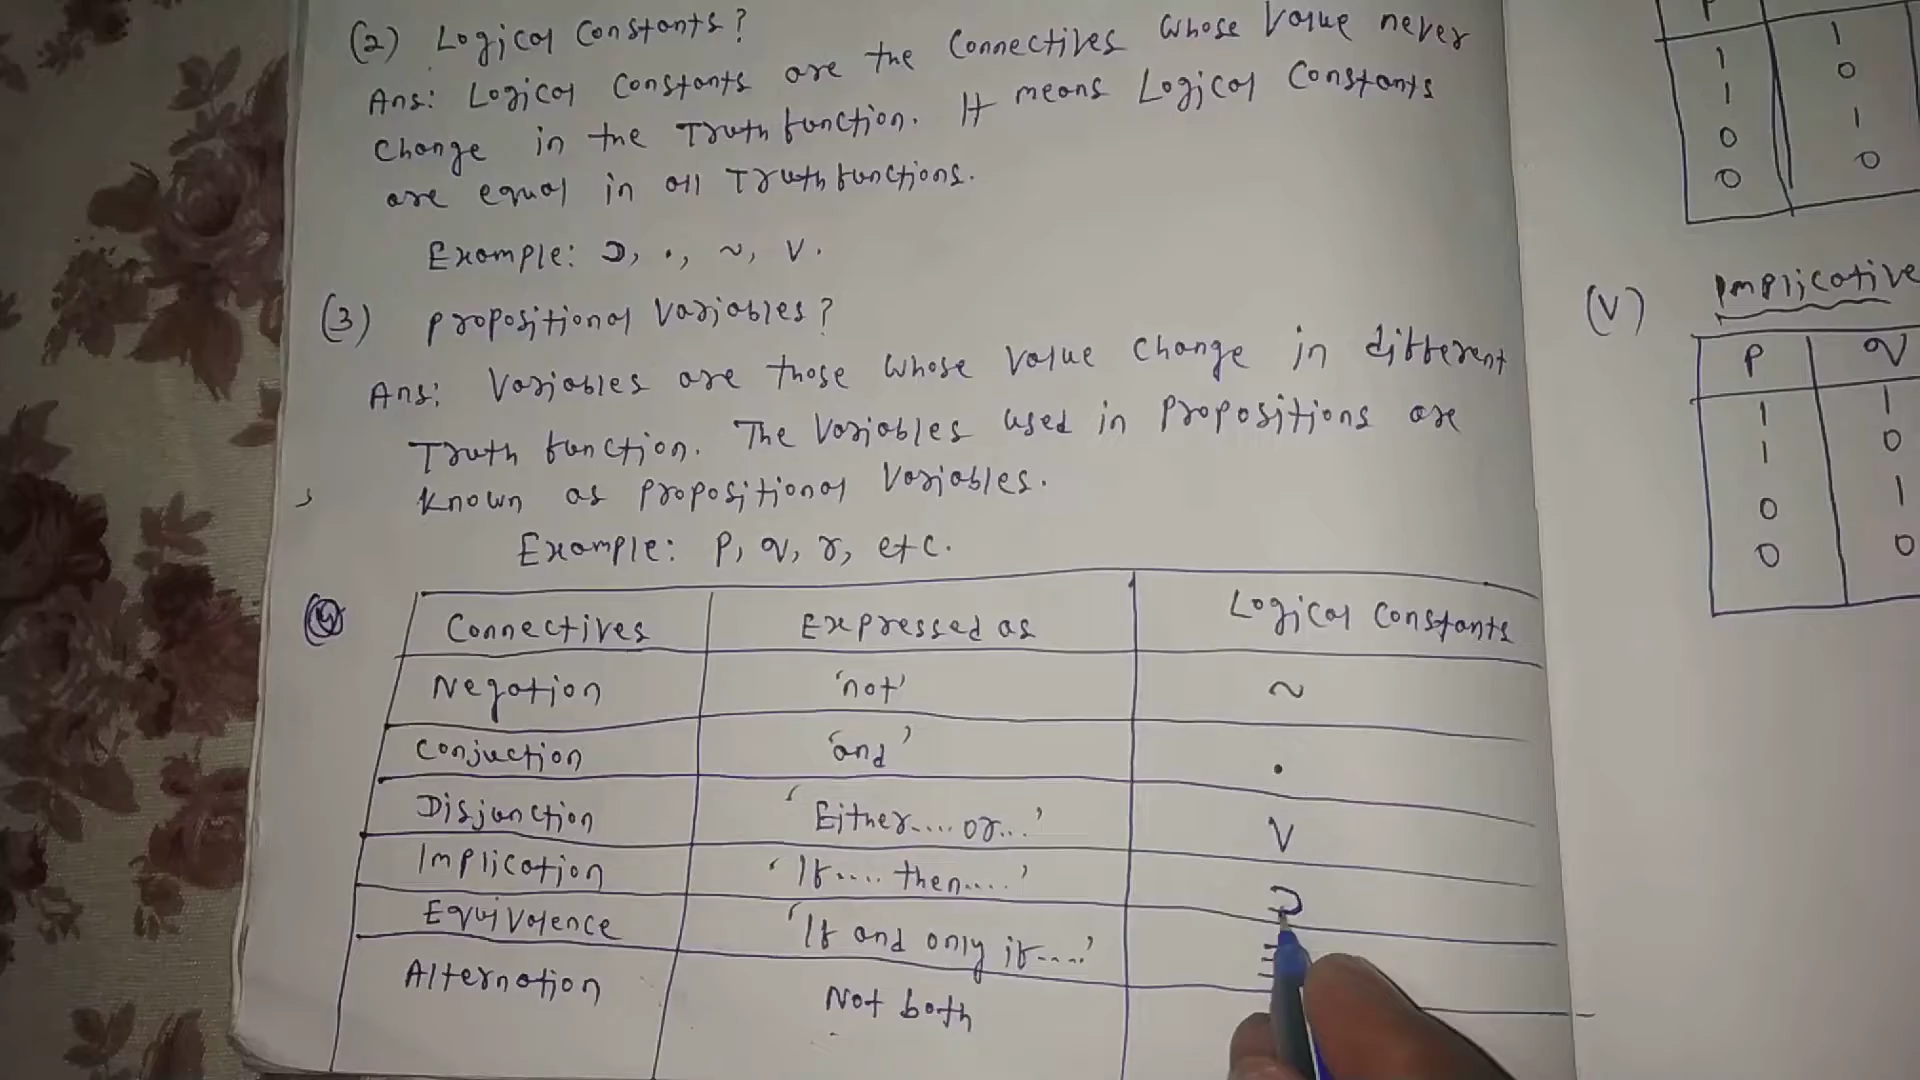 (2) Logical Constants?
Ans: Logical Constants are the Connectives whose Value never
Change in the Truth function. It means Logical Constants
are equal in all Truth functions.
Example: ⊃, ·, ~, V.
(3) propositional Variables?
Ans: Variables are those whose Value change in different
Truth function. The Variables used in Propositions are
known as propositional Variables.
Example: p, q, r, etc.
(4)
Connectives Expressed as Logical Constants
Negation 'not' ~
Conjuction 'and' ·
Disjunction 'Either.... or...' V
Implication 'If.... then....' ⊃
Equivalence 'If and only if....' ≡
Alternation Not both
P
1 1
1 0
0 1
0 0
(V) Implicative
P q
1 1
1 0
0 1
0 0